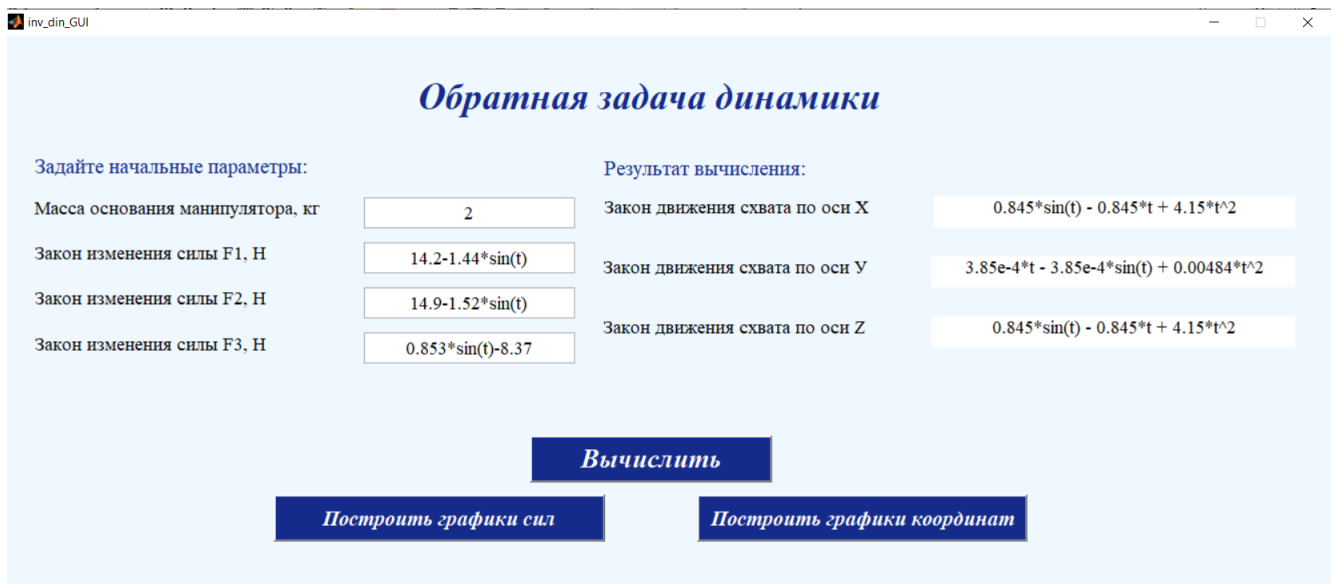 inv_din_GUI
Обратная задача динамики
Задайте начальные параметры:
Масса основания манипулятора, кг
2
Закон изменения силы F1, Н
14.2-1.44*sin(t)
Закон изменения силы F2, Н
14.9-1.52*sin(t)
Закон изменения силы F3, Н
0.853*sin(t)-8.37
Результат вычисления:
Закон движения схвата по оси X
0.845*sin(t) - 0.845*t + 4.15*t^2
Закон движения схвата по оси У
3.85e-4*t - 3.85e-4*sin(t) + 0.00484*t^2
Закон движения схвата по оси Z
0.845*sin(t) - 0.845*t + 4.15*t^2
Вычислить
Построить графики сил
Построить графики координат